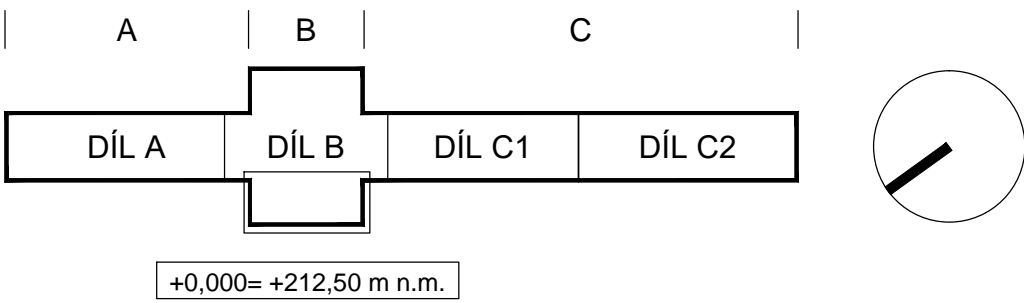 A B C
DÍL A DÍL B DÍL C1 DÍL C2
+0,000= +212,50 m n.m.